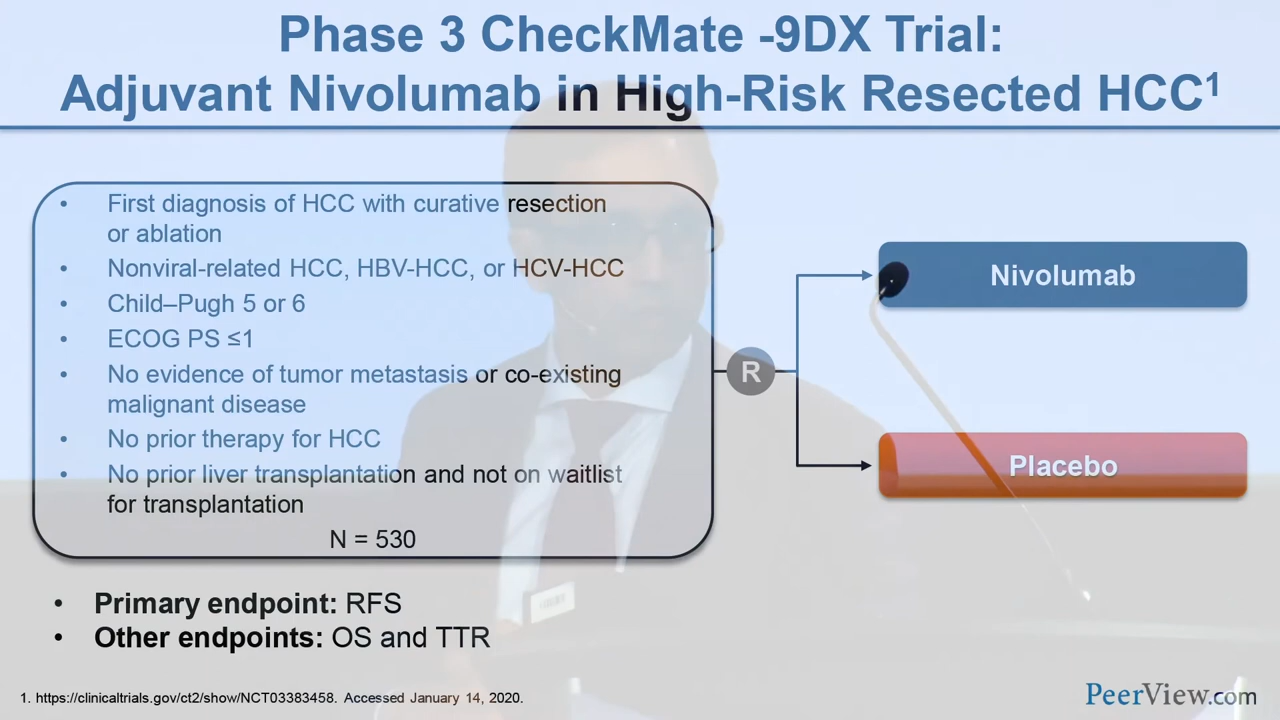 Phase 3 CheckMate -9DX Trial:
Adjuvant Nivolumab in High-Risk Resected HCC1
• First diagnosis of HCC with curative resection
or ablation
• Nonviral-related HCC, HBV-HCC, or HCV-HCC
• Child–Pugh 5 or 6
• ECOG PS ≤1
• No evidence of tumor metastasis or co-existing
malignant disease
• No prior therapy for HCC
• No prior liver transplantation and not on waitlist
for transplantation
N = 530
R
Nivolumab
Placebo
• Primary endpoint: RFS
• Other endpoints: OS and TTR
1. https://clinicaltrials.gov/ct2/show/NCT03383458. Accessed January 14, 2020.
PeerView.com